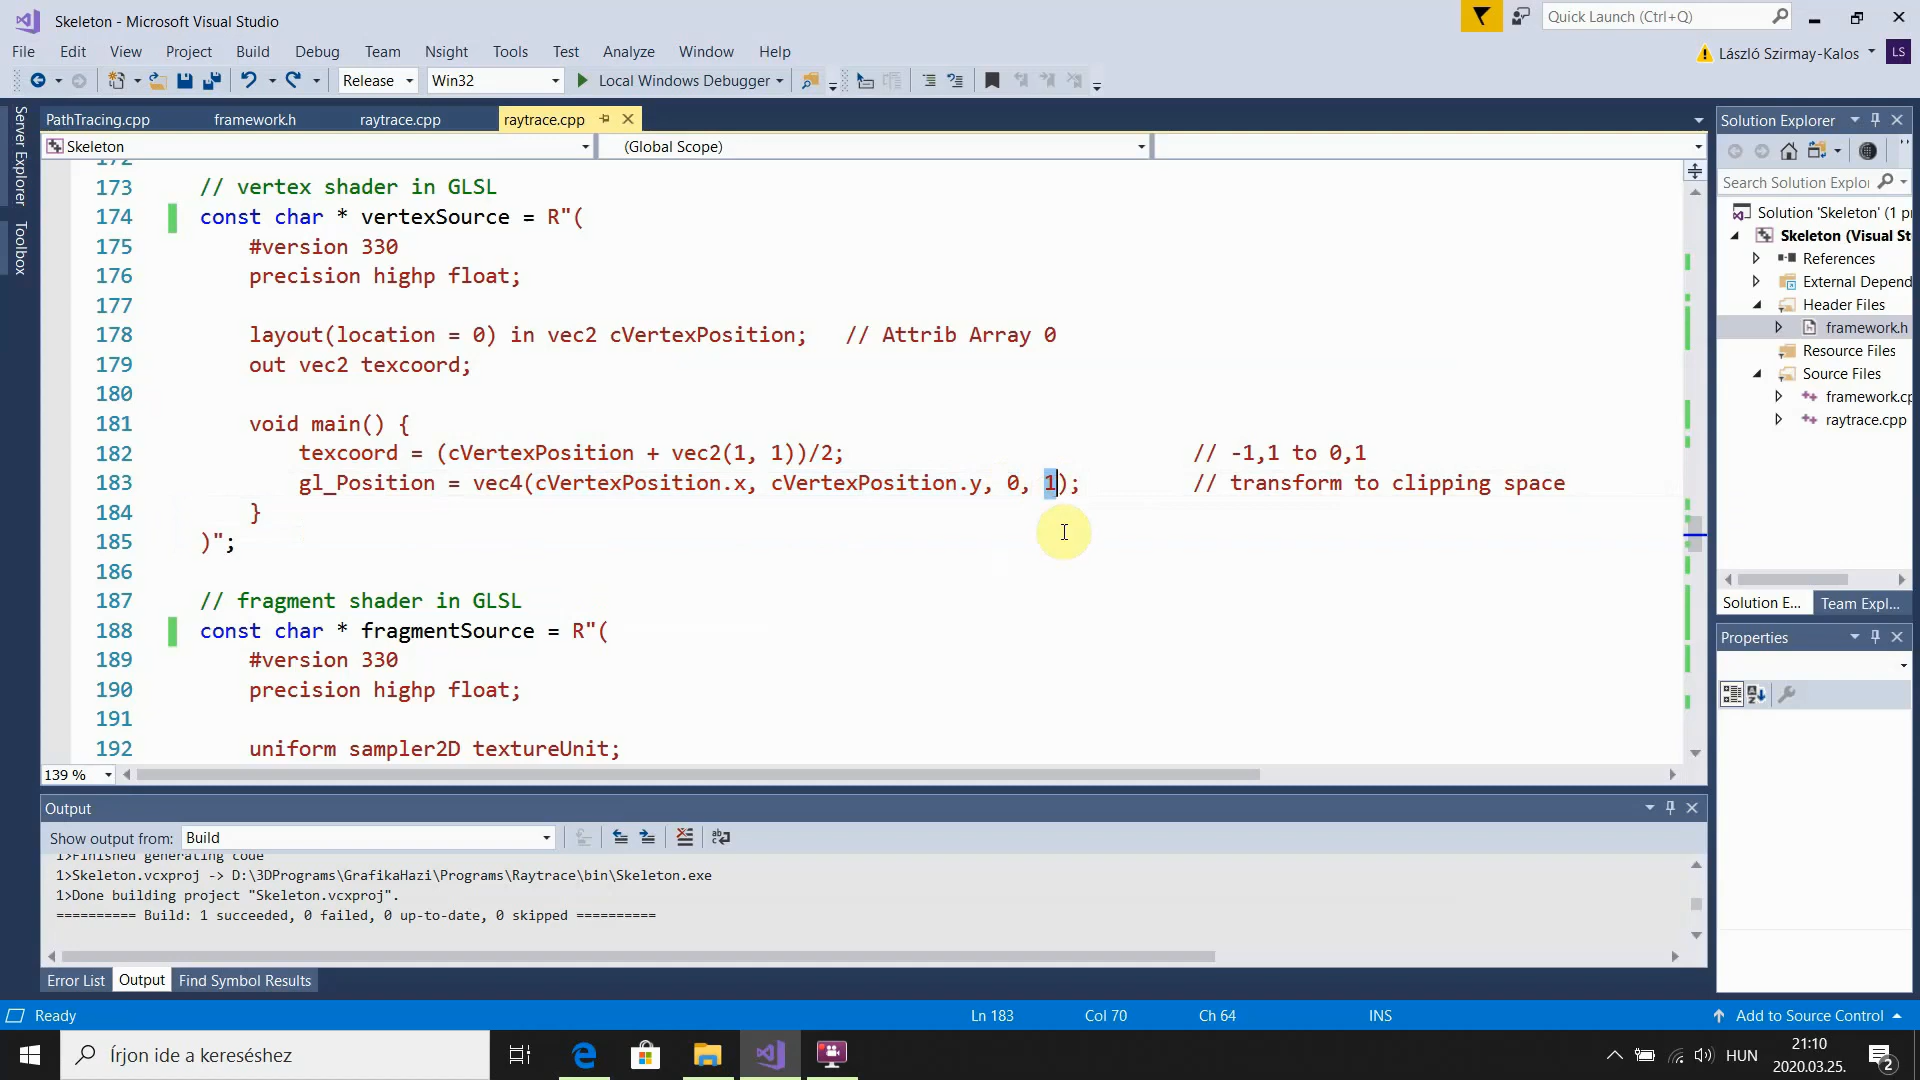 Skeleton - Microsoft Visual Studio
Quick Launch (Ctrl+Q)
File Edit View Project Build Debug Team Nsight Tools Test Analyze Window Help
László Szirmay-Kalos LS
Release Win32 Local Windows Debugger
Server Explorer
Toolbox
PathTracing.cpp framework.h raytrace.cpp raytrace.cpp
Skeleton (Global Scope)
172
173 // vertex shader in GLSL
174 const char * vertexSource = R"(
175 #version 330
176 precision highp float;
177
178 layout(location = 0) in vec2 cVertexPosition; // Attrib Array 0
179 out vec2 texcoord;
180
181 void main() {
182 texcoord = (cVertexPosition + vec2(1, 1))/2; // -1,1 to 0,1
183 gl_Position = vec4(cVertexPosition.x, cVertexPosition.y, 0, 1); // transform to clipping space
184 }
185 )";
186
187 // fragment shader in GLSL
188 const char * fragmentSource = R"(
189 #version 330
190 precision highp float;
191
192 uniform sampler2D textureUnit;
139 %
Solution Explorer
Search Solution Explor
Solution 'Skeleton' (1 p
Skeleton (Visual St
References
External Depend
Header Files
framework.h
Resource Files
Source Files
framework.cp
raytrace.cpp
Solution E... Team Expl...
Properties
Output
Show output from: Build
1>Finished generating code
1>Skeleton.vcxproj -> D:\3DPrograms\GrafikaHazi\Programs\Raytrace\bin\Skeleton.exe
1>Done building project "Skeleton.vcxproj".
========== Build: 1 succeeded, 0 failed, 0 up-to-date, 0 skipped ==========
Error List Output Find Symbol Results
Ready Ln 183 Col 70 Ch 64 INS Add to Source Control
Írjon ide a kereséshez
HUN
21:10
2020.03.25.
2